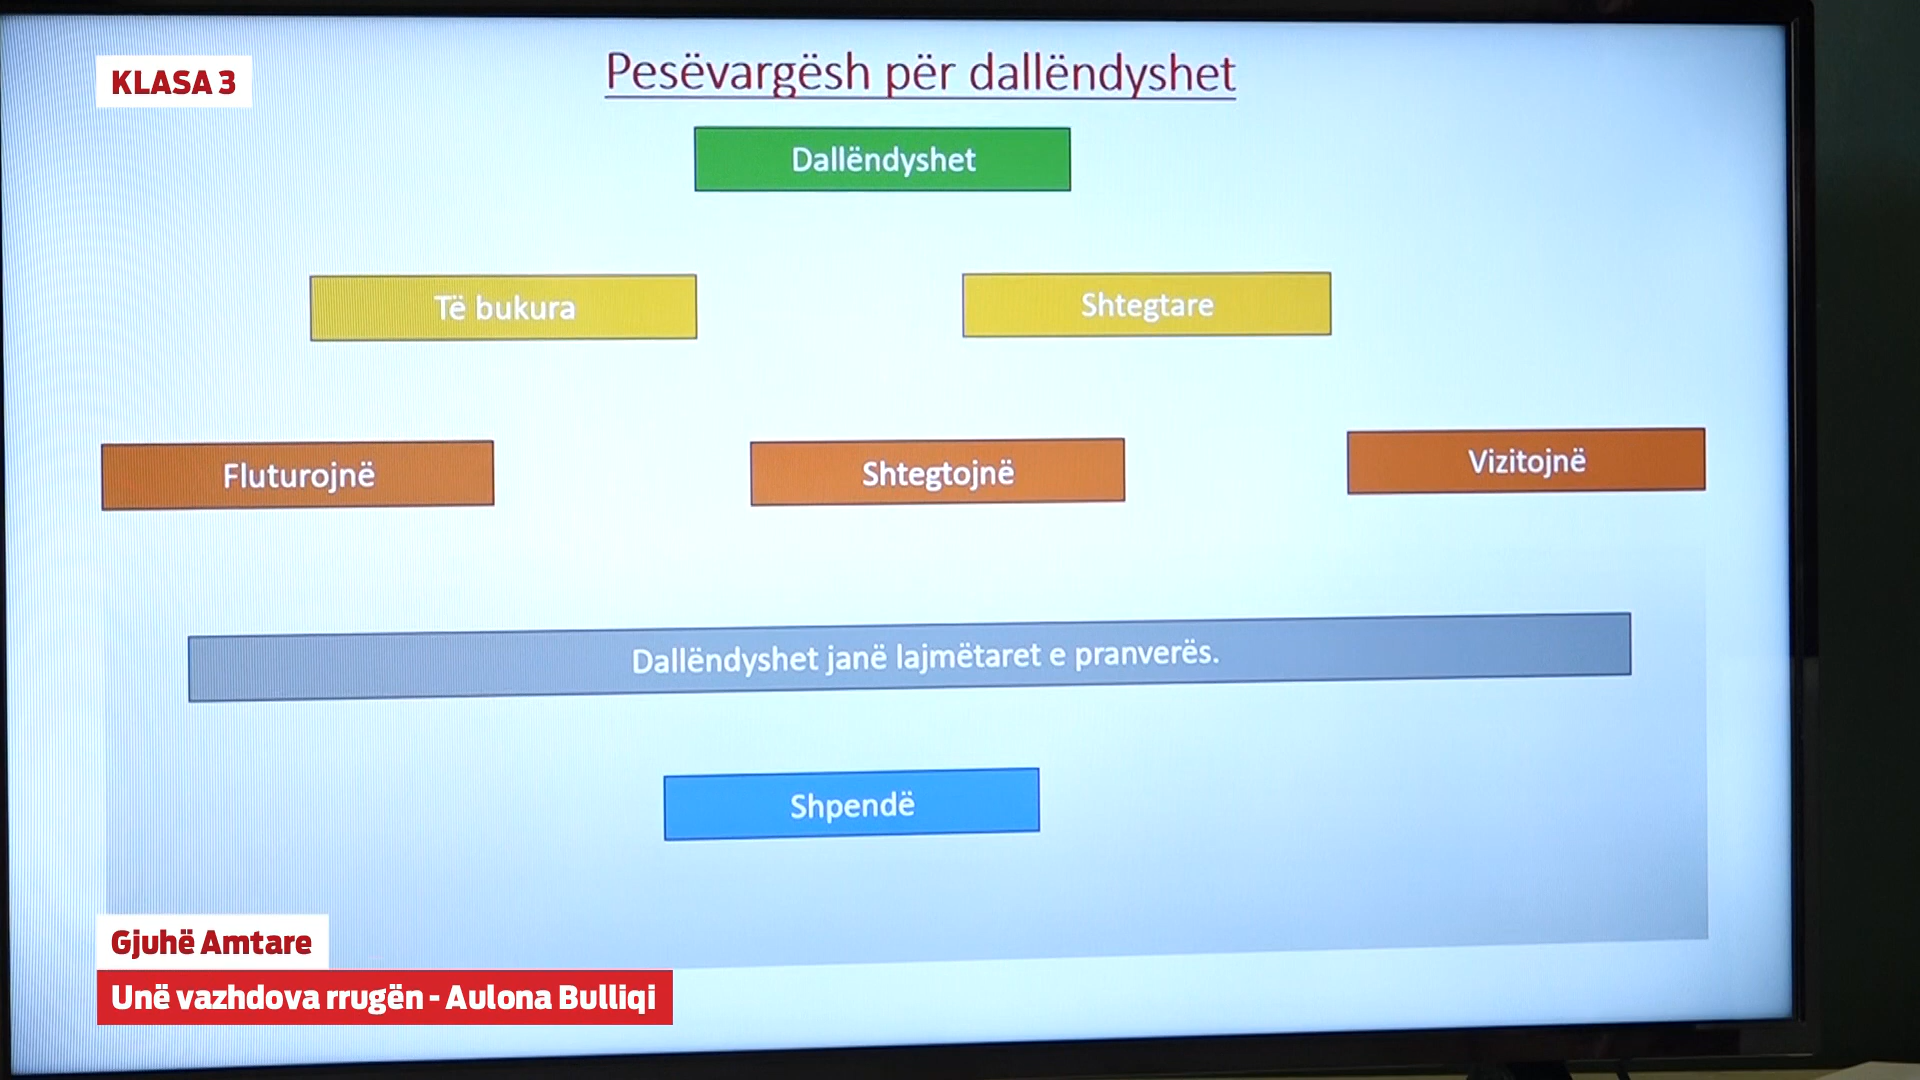 KLASA 3
Pesëvargësh për dallëndyshet
Dallëndyshet
Të bukura
Shtegtare
Fluturojnë
Shtegtojnë
Vizitojnë
Dallëndyshet janë lajmëtaret e pranverës.
Shpendë
Gjuhë Amtare
Unë vazhdova rrugën - Aulona Bulliqi